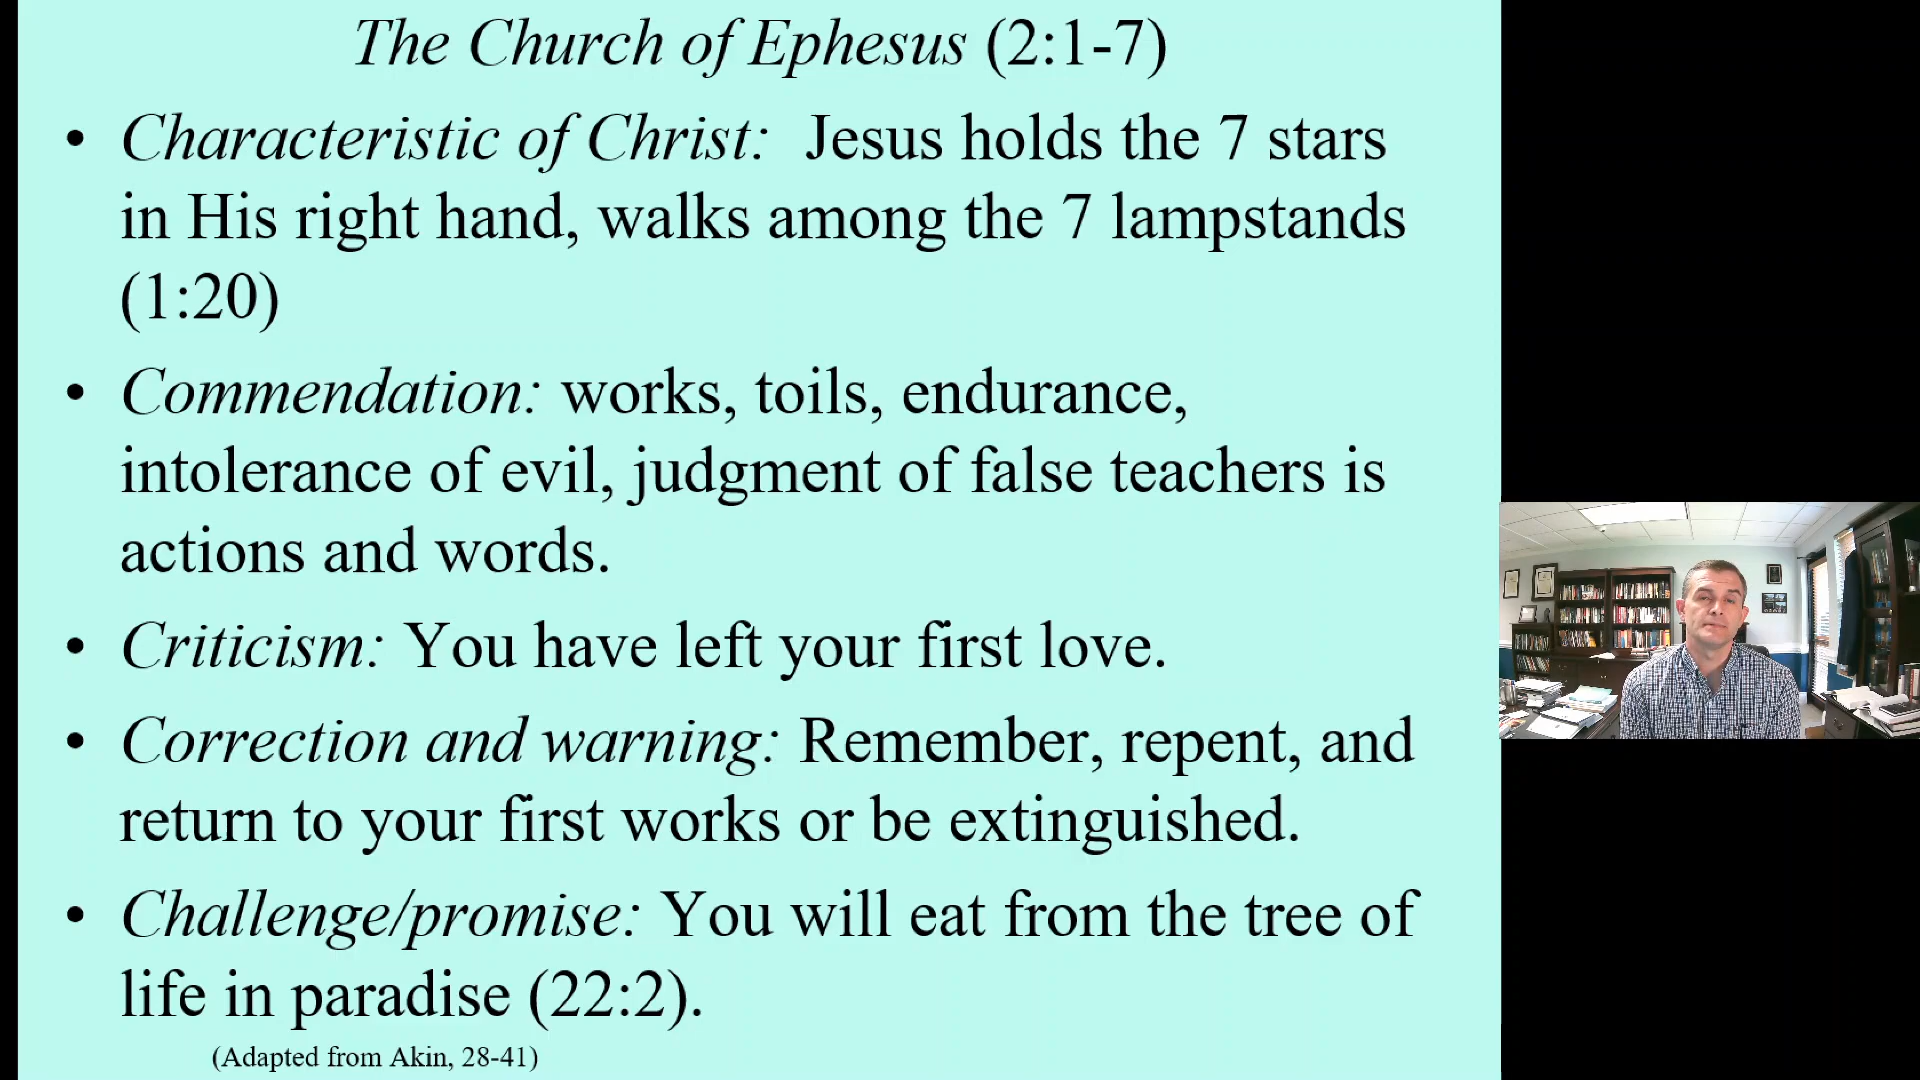 The Church of Ephesus (2:1-7)
• Characteristic of Christ: Jesus holds the 7 stars
in His right hand, walks among the 7 lampstands
(1:20)
• Commendation: works, toils, endurance,
intolerance of evil, judgment of false teachers is
actions and words.
• Criticism: You have left your first love.
• Correction and warning: Remember, repent, and
return to your first works or be extinguished.
• Challenge/promise: You will eat from the tree of
life in paradise (22:2).
(Adapted from Akin, 28-41)